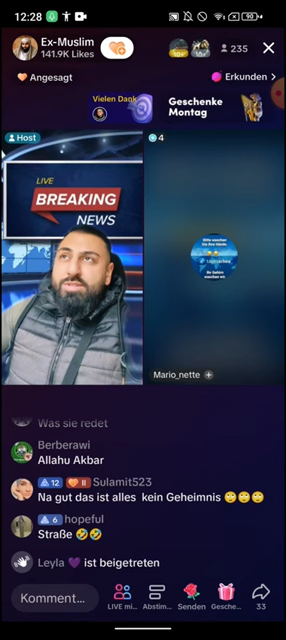 12:28
90
Ex-Muslim
141.9K Likes
235
Angesagt
Erkunden
Vielen Dank
Geschenke
Montag
Host
4
LIVE
BREAKING
NEWS
Mario_nette
Was sie redet
Berberawi
Allahu Akbar
12 II Sulamit523
Na gut das ist alles kein Geheimnis 🙄🙄🙄
6 hopeful
Straße 🤣🤣
Leyla 💜 ist beigetreten
Komment...
LIVE mi...
Abstim...
Senden
Gesche...
33